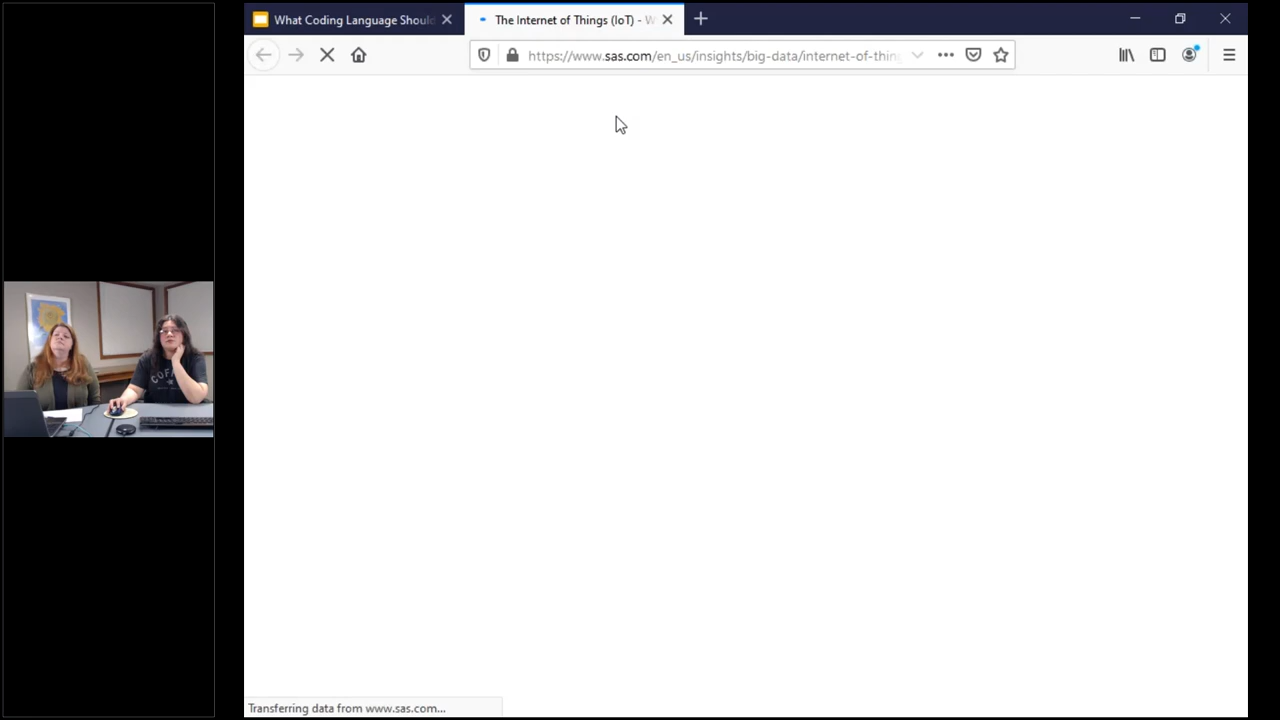 What Coding Language Shoul
The Internet of Things (IoT) - W
https://www.sas.com/en_us/insights/big-data/internet-of-thin
COF
Transferring data from www.sas.com...